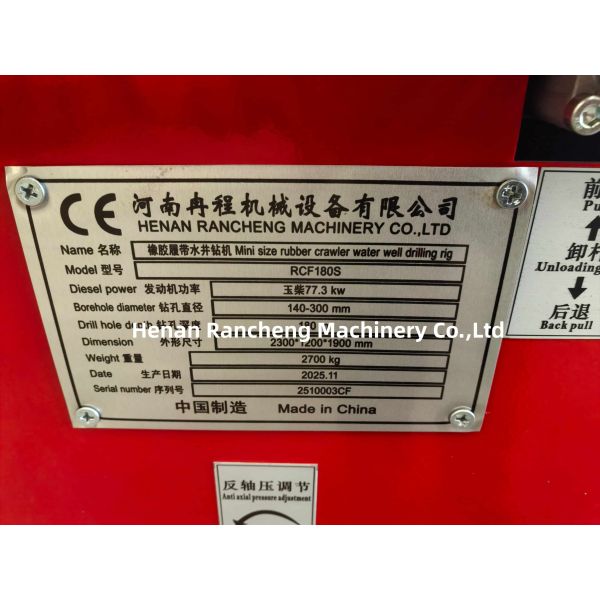 CE 河南冉程机械设备有限公司
HENAN RANCHENG MACHINERY CO.,LTD
Name 名称 橡胶履带水井钻机 Mini size rubber crawler water well drilling rig
Model 型号 RCF180S
Diesel power 发动机功率 玉柴77.3 kw
Borehole diameter 钻孔直径 140-300 mm
Drill hole
Henan Rancheng Machinery Co.,Ltd
Dimension 外形尺寸 2300*1200*1900 mm
Weight 重量 2700 kg
Date 生产日期 2025.11
Serial number 序列号 2510003CF
中国制造 Made in China
前
Pu
卸杆
Unloading
后退
Back pull
反轴压调节
Anti axial pressure adjustment